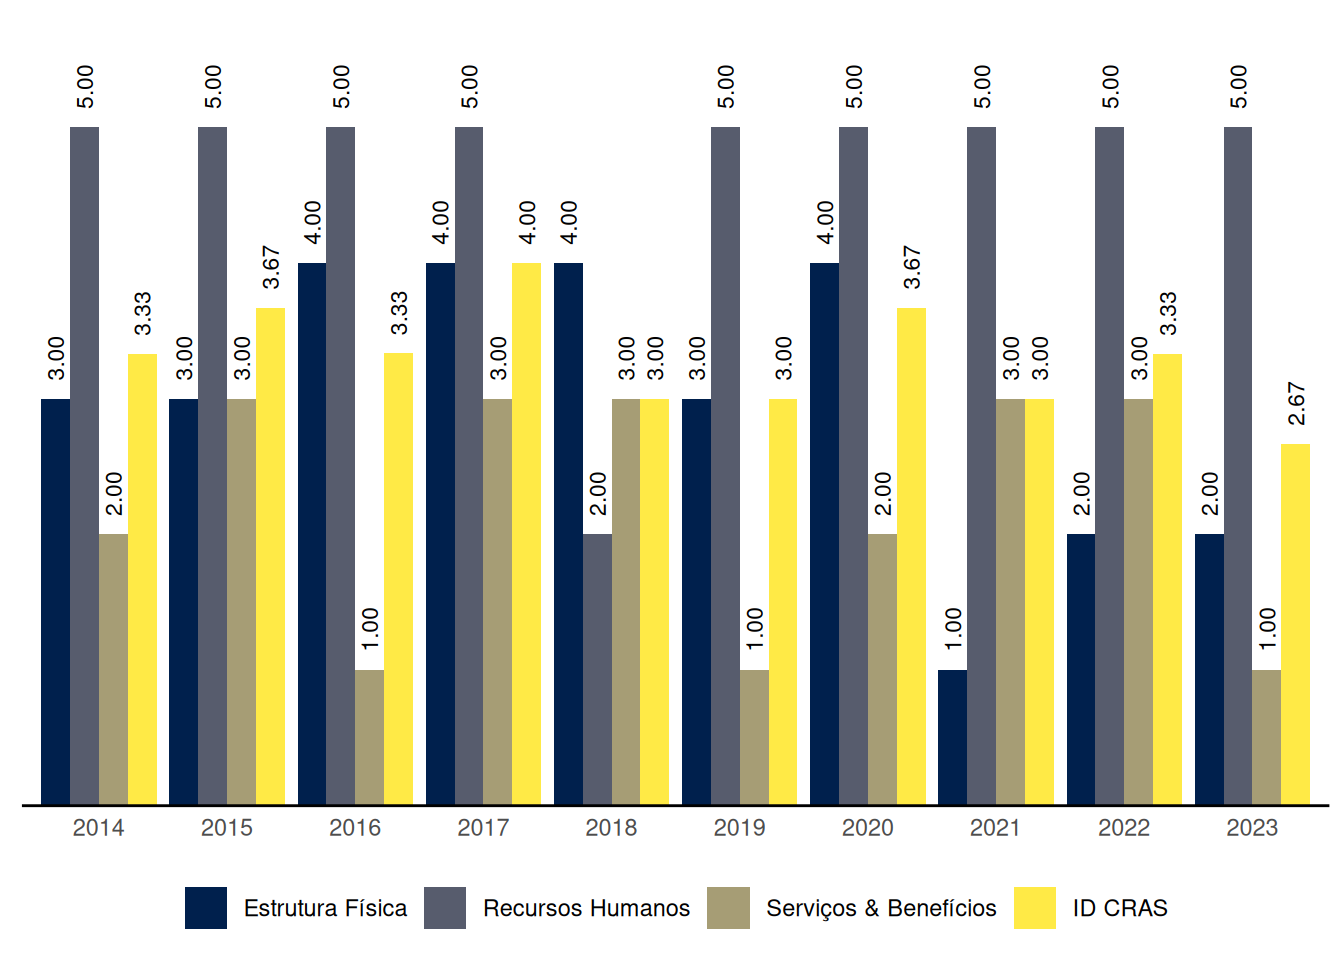 5.00 5.00 5.00 5.00 5.00 5.00 5.00 5.00 5.00
4.00 4.00 4.00 4.00 4.00
3.67 3.67
3.33 3.33 3.33
3.00 3.00 3.00 3.00 3.00 3.00 3.00 3.00 3.00 3.00 3.00
2.67
2.00 2.00 2.00 2.00 2.00
1.00 1.00 1.00 1.00
2014 2015 2016 2017 2018 2019 2020 2021 2022 2023
Estrutura Física Recursos Humanos Serviços & Benefícios ID CRAS